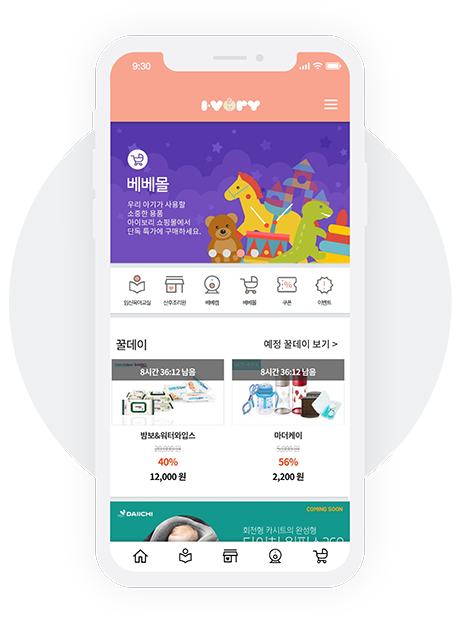 9:30
I·VORY
베베몰
우리 아기가 사용할
소중한 용품
아이보리 쇼핑몰에서
단독 특가에 구매하세요.
임신육아교실 산후조리원 베베캠 베베몰 쿠폰 이벤트
꿀데이 예정 꿀데이 보기 >
8시간 36:12 남음 8시간 36:12 남음
밤보&워터와입스 마더케이
20,000 원 5,000 원
40% 56%
12,000 원 2,200 원
DAIICHI COMING SOON
회전형 카시트의 완성형